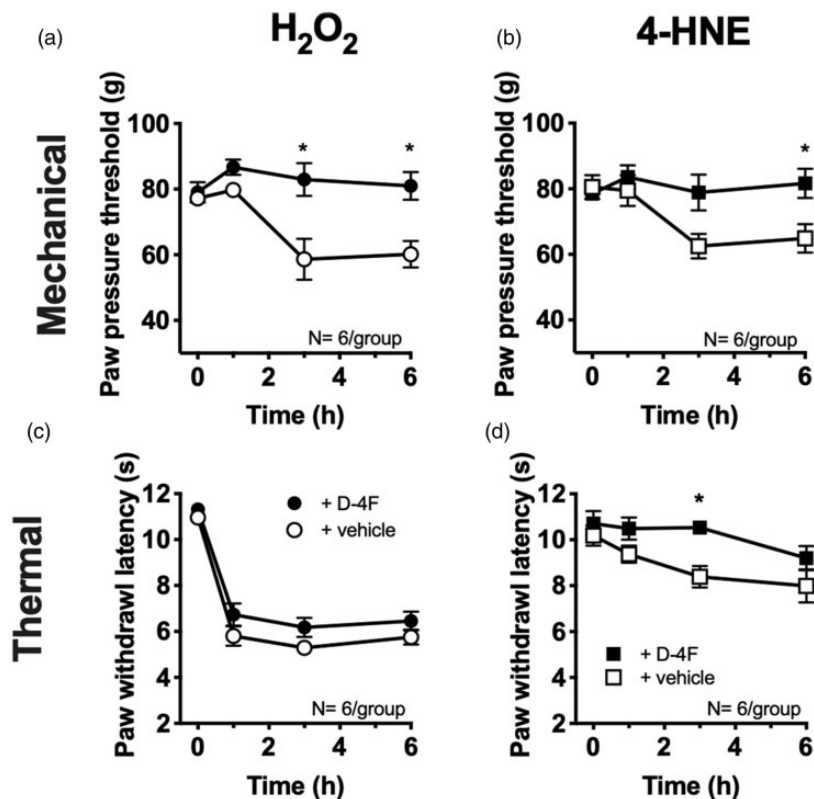 H₂O₂
4-HNE
Mechanical
Thermal
(a)
Paw pressure threshold (g)
100
80
60
40
* *
N= 6/group
0 2 4 6
Time (h)
(b)
Paw pressure threshold (g)
100
80
60
40
*
N= 6/group
0 2 4 6
Time (h)
(c)
Paw withdrawl latency (s)
12
10
8
6
4
2
+ D-4F
+ vehicle
N= 6/group
0 2 4 6
Time (h)
(d)
Paw withdrawl latency (s)
12
10
8
6
4
2
*
+ D-4F
+ vehicle
N= 6/group
0 2 4 6
Time (h)